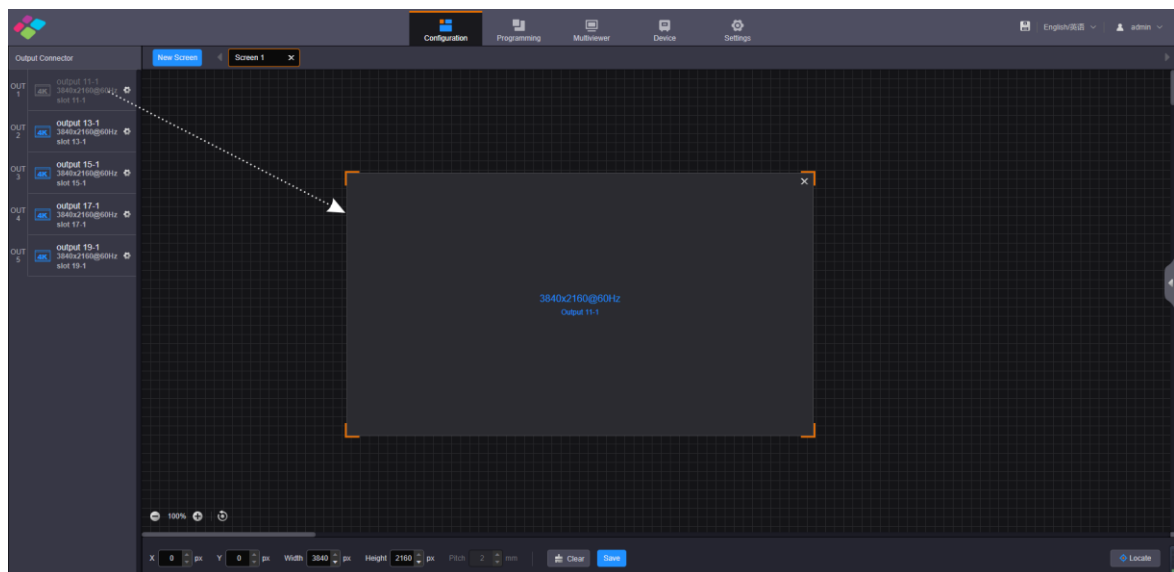 Configuration
Programming
Multiviewer
Device
Settings
English/英语
admin
Output Connector
New Screen
Screen 1
OUT 1
4K
output 11-1
3840x2160@60Hz
slot 11-1
OUT 2
4K
output 13-1
3840x2160@60Hz
slot 13-1
OUT 3
4K
output 15-1
3840x2160@60Hz
slot 15-1
OUT 4
4K
output 17-1
3840x2160@60Hz
slot 17-1
OUT 5
4K
output 19-1
3840x2160@60Hz
slot 19-1
3840x2160@60Hz
Output 11-1
100%
X 0 px Y 0 px Width 3840 px Height 2160 px Pitch 2 mm Clear Save Locate